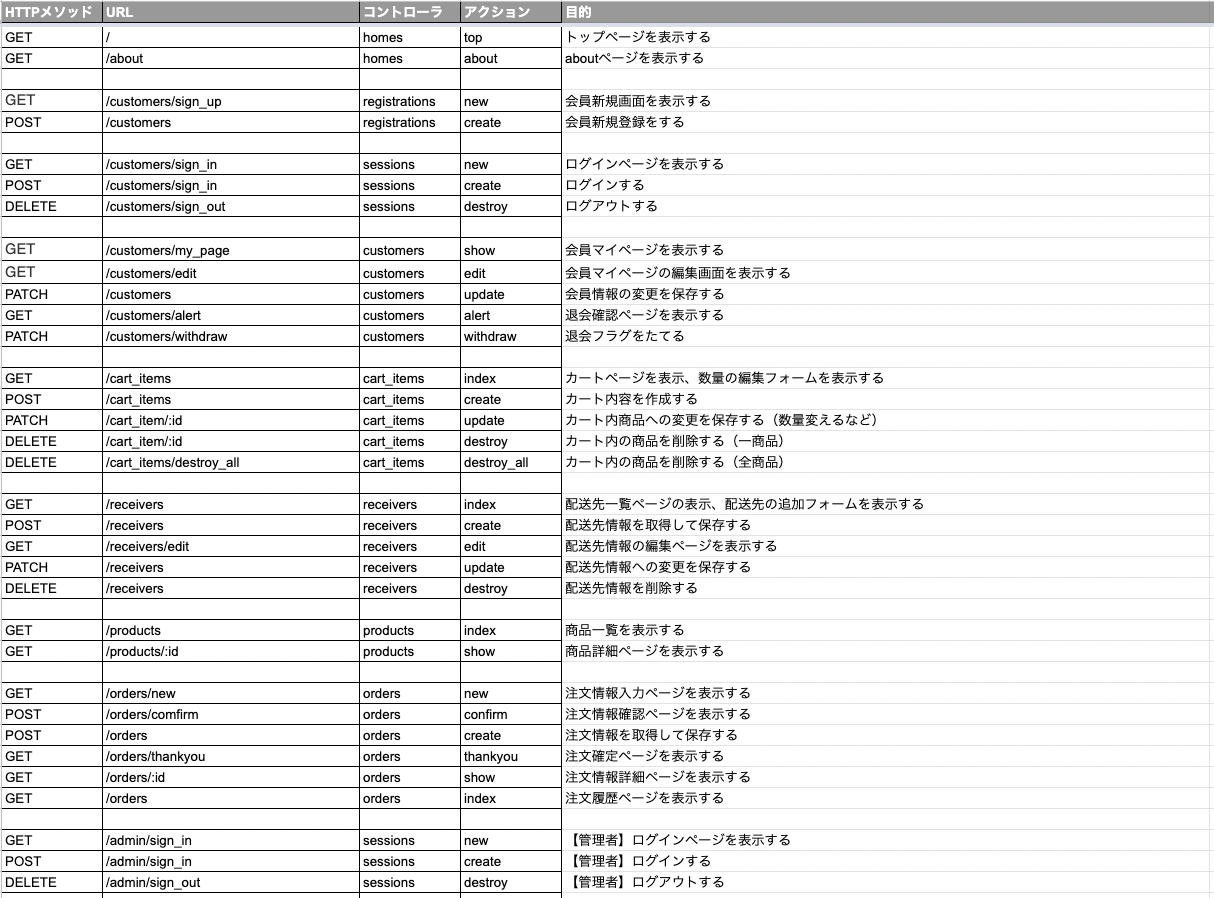 HTTPメソッド URL コントローラ アクション 目的
GET / homes top トップページを表示する
GET /about homes about aboutページを表示する
GET /customers/sign_up registrations new 会員新規画面を表示する
POST /customers registrations create 会員新規登録をする
GET /customers/sign_in sessions new ログインページを表示する
POST /customers/sign_in sessions create ログインする
DELETE /customers/sign_out sessions destroy ログアウトする
GET /customers/my_page customers show 会員マイページを表示する
GET /customers/edit customers edit 会員マイページの編集画面を表示する
PATCH /customers customers update 会員情報の変更を保存する
GET /customers/alert customers alert 退会確認ページを表示する
PATCH /customers/withdraw customers withdraw 退会フラグをたてる
GET /cart_items cart_items index カートページを表示、数量の編集フォームを表示する
POST /cart_items cart_items create カート内容を作成する
PATCH /cart_item/:id cart_items update カート内商品への変更を保存する（数量変えるなど）
DELETE /cart_item/:id cart_items destroy カート内の商品を削除する（一商品）
DELETE /cart_items/destroy_all cart_items destroy_all カート内の商品を削除する（全商品）
GET /receivers receivers index 配送先一覧ページの表示、配送先の追加フォームを表示する
POST /receivers receivers create 配送先情報を取得して保存する
GET /receivers/edit receivers edit 配送先情報の編集ページを表示する
PATCH /receivers receivers update 配送先情報への変更を保存する
DELETE /receivers receivers destroy 配送先情報を削除する
GET /products products index 商品一覧を表示する
GET /products/:id products show 商品詳細ページを表示する
GET /orders/new orders new 注文情報入力ページを表示する
POST /orders/comfirm orders confirm 注文情報確認ページを表示する
POST /orders orders create 注文情報を取得して保存する
GET /orders/thankyou orders thankyou 注文確定ページを表示する
GET /orders/:id orders show 注文情報詳細ページを表示する
GET /orders orders index 注文履歴ページを表示する
GET /admin/sign_in sessions new 【管理者】ログインページを表示する
POST /admin/sign_in sessions create 【管理者】ログインする
DELETE /admin/sign_out sessions destroy 【管理者】ログアウトする